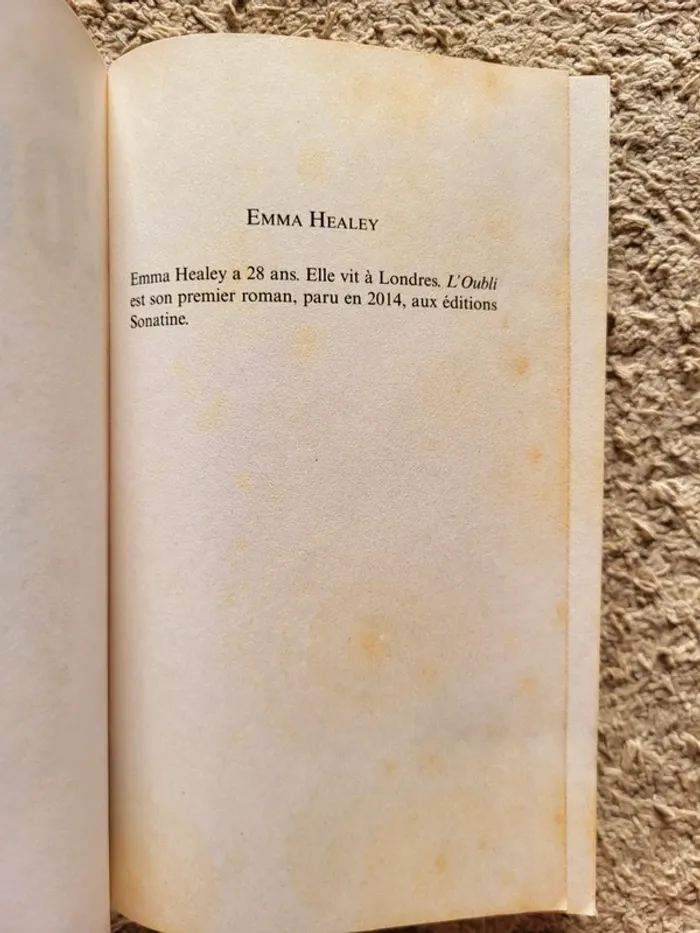 EMMA HEALEY
Emma Healey a 28 ans. Elle vit à Londres. L'Oubli
est son premier roman, paru en 2014, aux éditions
Sonatine.